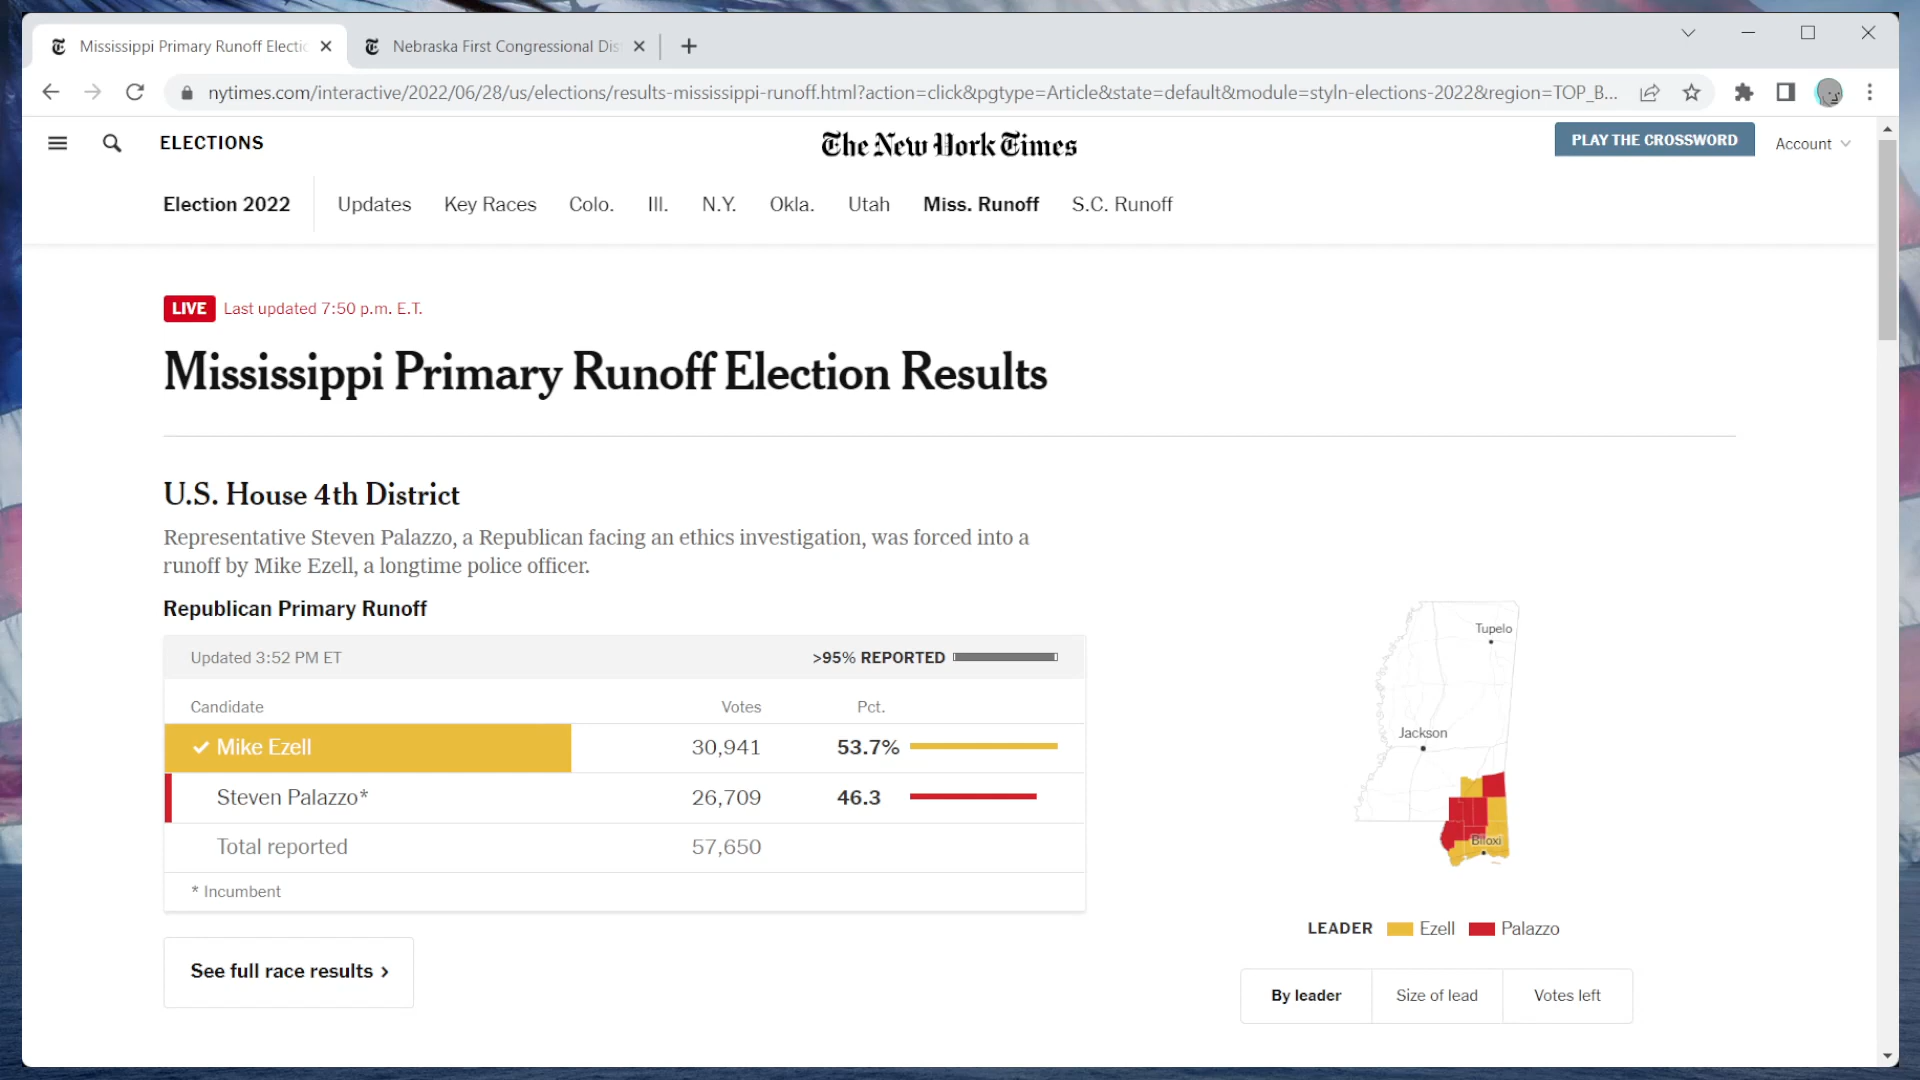 Mississippi Primary Runoff Electio
Nebraska First Congressional Dis
nytimes.com/interactive/2022/06/28/us/elections/results-mississippi-runoff.html?action=click&pgtype=Article&state=default&module=styln-elections-2022&region=TOP_B...
ELECTIONS
The New York Times
PLAY THE CROSSWORD
Account
Election 2022
Updates
Key Races
Colo.
Ill.
N.Y.
Okla.
Utah
Miss. Runoff
S.C. Runoff
LIVE Last updated 7:50 p.m. E.T.
Mississippi Primary Runoff Election Results
U.S. House 4th District
Representative Steven Palazzo, a Republican facing an ethics investigation, was forced into a
runoff by Mike Ezell, a longtime police officer.
Republican Primary Runoff
Updated 3:52 PM ET >95% REPORTED
Candidate Votes Pct.
Mike Ezell 30,941 53.7%
Steven Palazzo* 26,709 46.3
Total reported 57,650
* Incumbent
See full race results ›
Tupelo
Jackson
Biloxi
LEADER Ezell Palazzo
By leader Size of lead Votes left